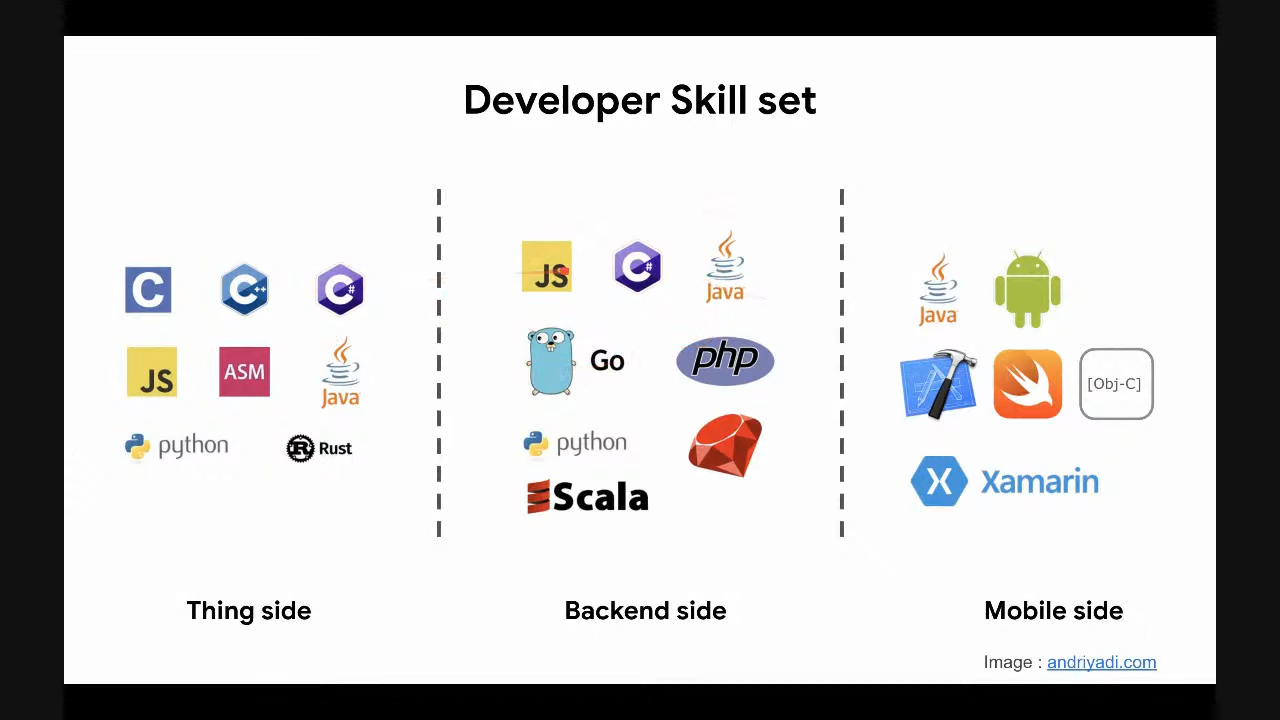 Developer Skill set
C
C++
C#
JS
ASM
Java
python
R Rust
Thing side
JS
C#
Java
Go
php
python
Scala
Backend side
Java
[Obj-C]
X Xamarin
Mobile side
Image : andriyadi.com